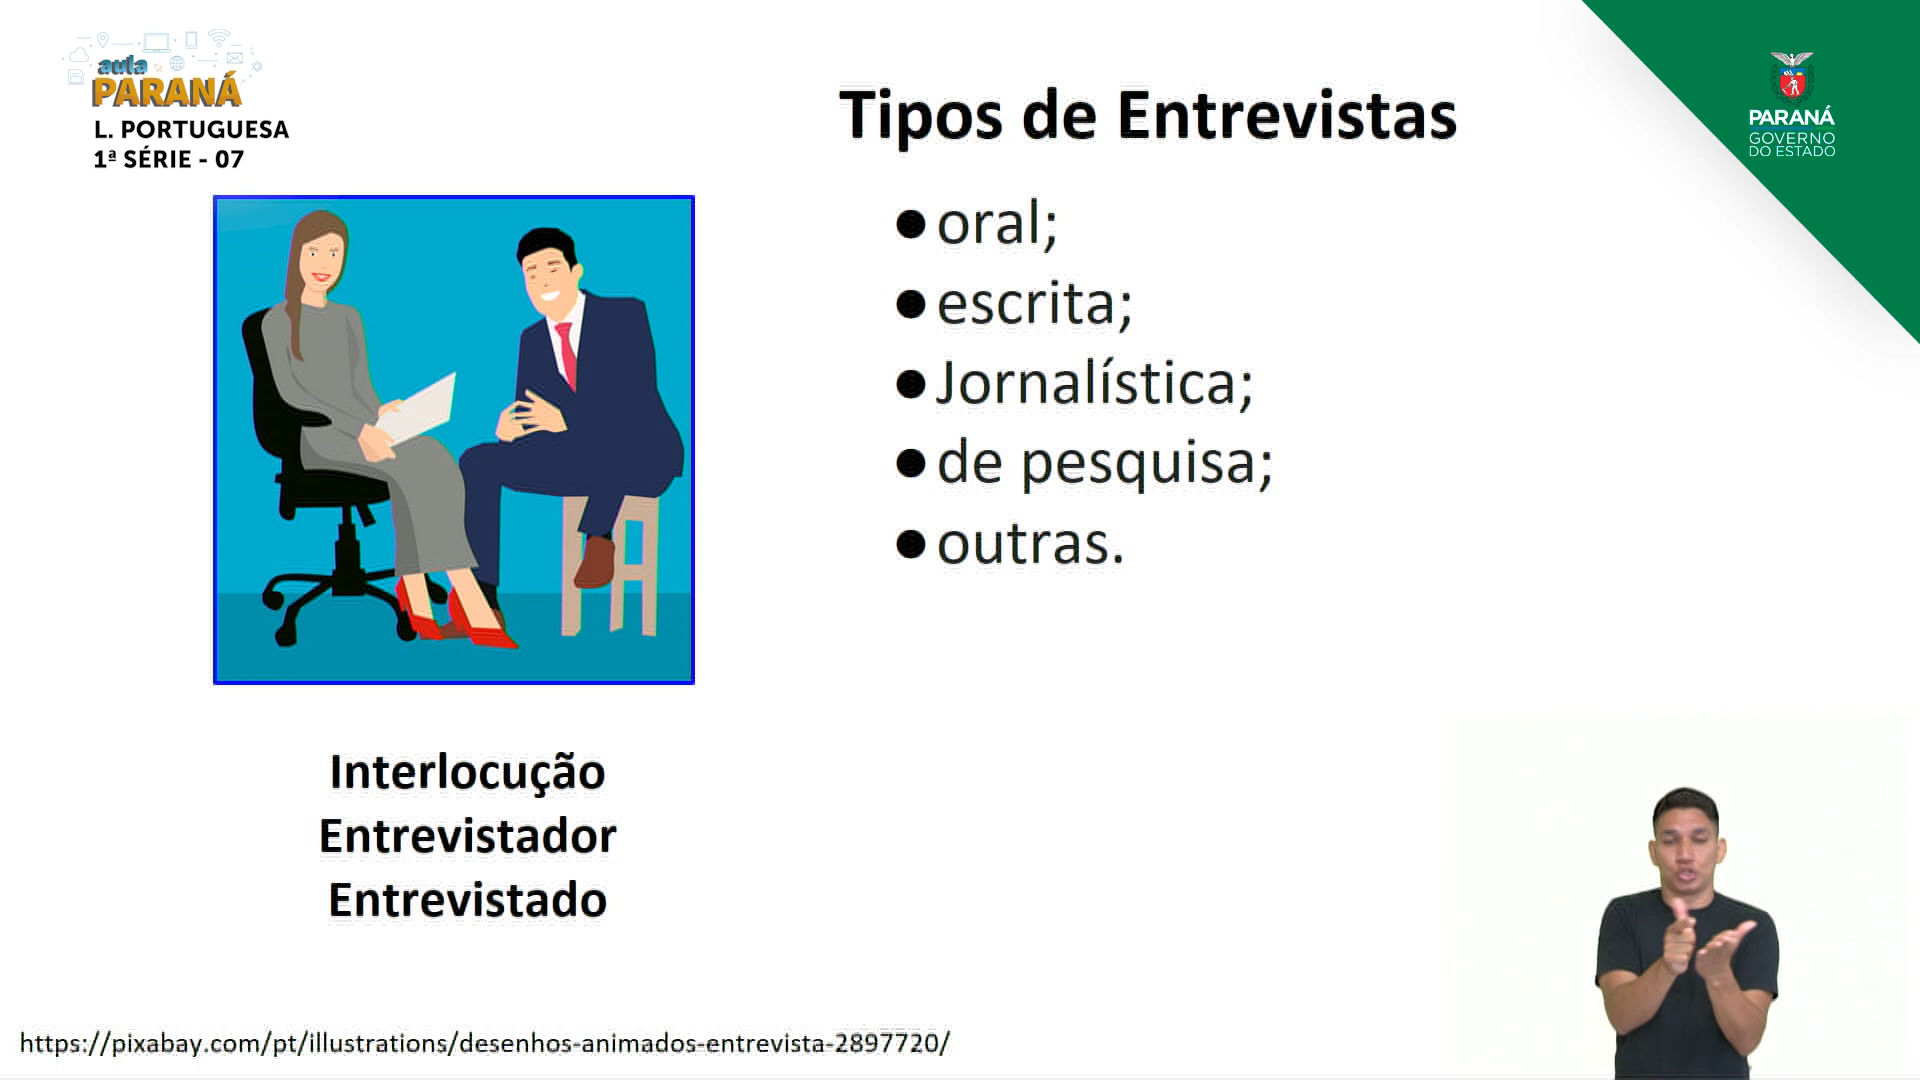 aula
PARANÁ
L. PORTUGUESA
1ª SÉRIE - 07
Tipos de Entrevistas
PARANÁ
GOVERNO
DO ESTADO
● oral;
● escrita;
● Jornalística;
● de pesquisa;
● outras.
Interlocução
Entrevistador
Entrevistado
https://pixabay.com/pt/illustrations/desenhos-animados-entrevista-2897720/